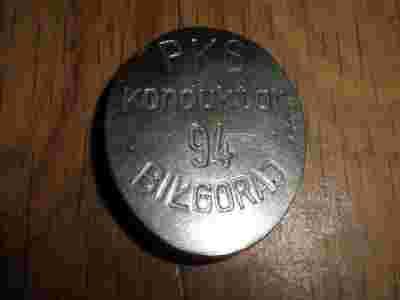 PKS
Konduktor
94
BIŁGORAJ